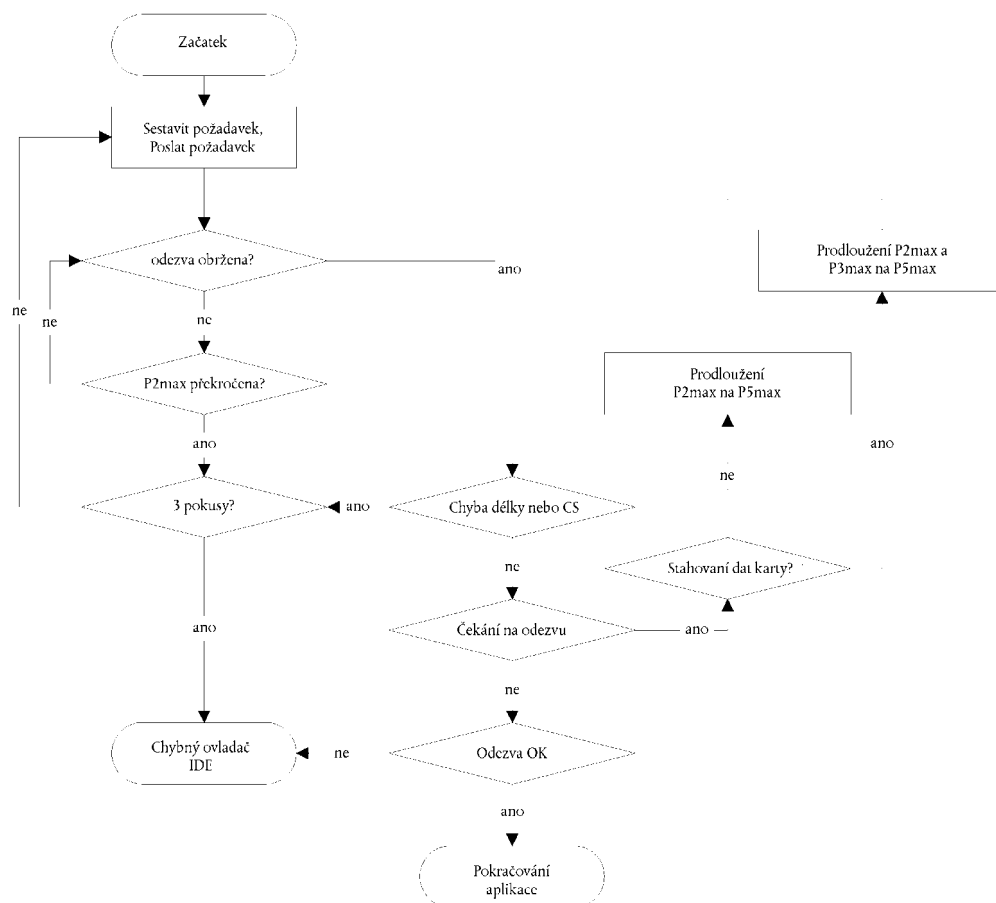 Začatek
Sestavit požadavek,
Poslat požadavek
odezva obržena?
ano
Prodloužení P2max a
P3max na P5max
ne
ne
ne
P2max překročena?
Prodloužení
P2max na P5max
ano
ano
ne
3 pokusy?
ano
Chyba délky nebo CS
ne
Stahovaní dat karty?
ano
Čekání na odezvu
ano
ne
Chybný ovladač
IDE
ne
Odezva OK
ano
Pokračování
aplikace